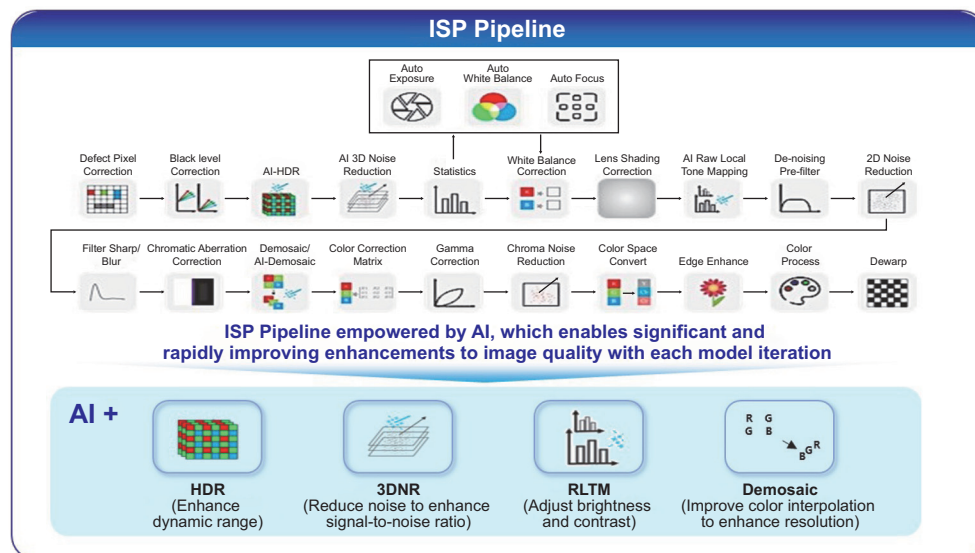 ISP Pipeline
Auto
Exposure
Auto
White Balance
Auto Focus
Defect Pixel
Correction
Black level
Correction
AI-HDR
AI 3D Noise
Reduction
Statistics
White Balance
Correction
Lens Shading
Correction
AI Raw Local
Tone Mapping
De-noising
Pre-filter
2D Noise
Reduction
Filter Sharp/
Blur
Chromatic Aberration
Correction
Demosaic/
AI-Demosaic
Color Correction
Matrix
Gamma
Correction
Chroma Noise
Reduction
Color Space
Convert
Edge Enhance
Color
Process
Dewarp
ISP Pipeline empowered by AI, which enables significant and
rapidly improving enhancements to image quality with each model iteration
AI +
HDR
(Enhance
dynamic range)
3DNR
(Reduce noise to enhance
signal-to-noise ratio)
RLTM
(Adjust brightness
and contrast)
R G
G B
B G R
Demosaic
(Improve color interpolation
to enhance resolution)